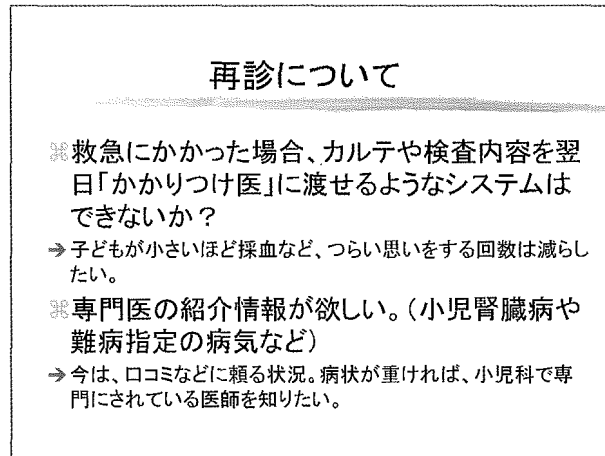 再診について
⌘救急にかかった場合、カルテや検査内容を翌
日「かかりつけ医」に渡せるようなシステムは
できないか？
→子どもが小さいほど採血など、つらい思いをする回数は減らし
たい。
⌘専門医の紹介情報が欲しい。（小児腎臓病や
難病指定の病気など）
→今は、口コミなどに頼る状況。病状が重ければ、小児科で専
門にされている医師を知りたい。